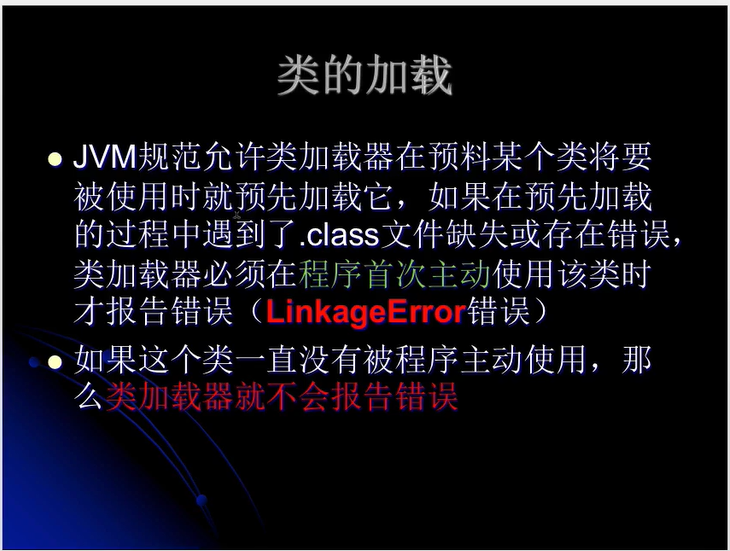 类的加载
JVM规范允许类加载器在预料某个类将要
被使用时就预先加载它，如果在预先加载
的过程中遇到了.class文件缺失或存在错误，
类加载器必须在程序首次主动使用该类时
才报告错误（LinkageError错误）
如果这个类一直没有被程序主动使用，那
么类加载器就不会报告错误